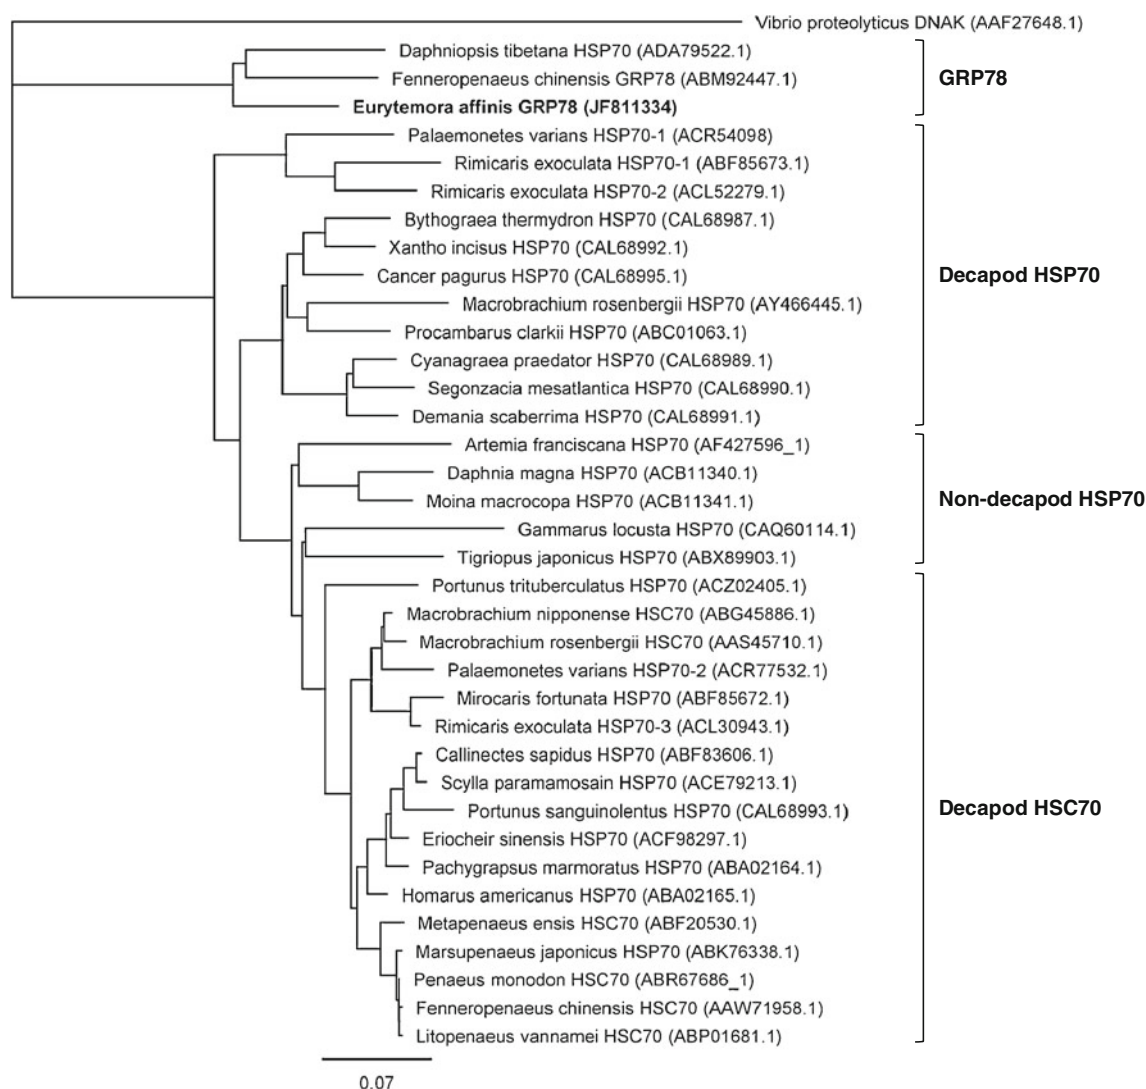 Vibrio proteolyticus DNAK (AAF27648.1)
Daphniopsis tibetana HSP70 (ADA79522.1)
Fenneropenaeus chinensis GRP78 (ABM92447.1)
Eurytemora affinis GRP78 (JF811334)
GRP78
Palaemonetes varians HSP70-1 (ACR54098)
Rimicaris exoculata HSP70-1 (ABF85673.1)
Rimicaris exoculata HSP70-2 (ACL52279.1)
Bythograea thermydron HSP70 (CAL68987.1)
Xantho incisus HSP70 (CAL68992.1)
Cancer pagurus HSP70 (CAL68995.1)
Macrobrachium rosenbergii HSP70 (AY466445.1)
Procambarus clarkii HSP70 (ABC01063.1)
Cyanagraea praedator HSP70 (CAL68989.1)
Segonzacia mesatlantica HSP70 (CAL68990.1)
Demania scaberrima HSP70 (CAL68991.1)
Decapod HSP70
Artemia franciscana HSP70 (AF427596_1)
Daphnia magna HSP70 (ACB11340.1)
Moina macrocopa HSP70 (ACB11341.1)
Gammarus locusta HSP70 (CAQ60114.1)
Tigriopus japonicus HSP70 (ABX89903.1)
Non-decapod HSP70
Portunus trituberculatus HSP70 (ACZ02405.1)
Macrobrachium nipponense HSC70 (ABG45886.1)
Macrobrachium rosenbergii HSC70 (AAS45710.1)
Palaemonetes varians HSP70-2 (ACR77532.1)
Mirocaris fortunata HSP70 (ABF85672.1)
Rimicaris exoculata HSP70-3 (ACL30943.1)
Callinectes sapidus HSP70 (ABF83606.1)
Scylla paramamosain HSP70 (ACE79213.1)
Portunus sanguinolentus HSP70 (CAL68993.1)
Eriocheir sinensis HSP70 (ACF98297.1)
Pachygrapsus marmoratus HSP70 (ABA02164.1)
Homarus americanus HSP70 (ABA02165.1)
Metapenaeus ensis HSC70 (ABF20530.1)
Marsupenaeus japonicus HSP70 (ABK76338.1)
Penaeus monodon HSC70 (ABR67686_1)
Fenneropenaeus chinensis HSC70 (AAW71958.1)
Litopenaeus vannamei HSC70 (ABP01681.1)
Decapod HSC70
0.07